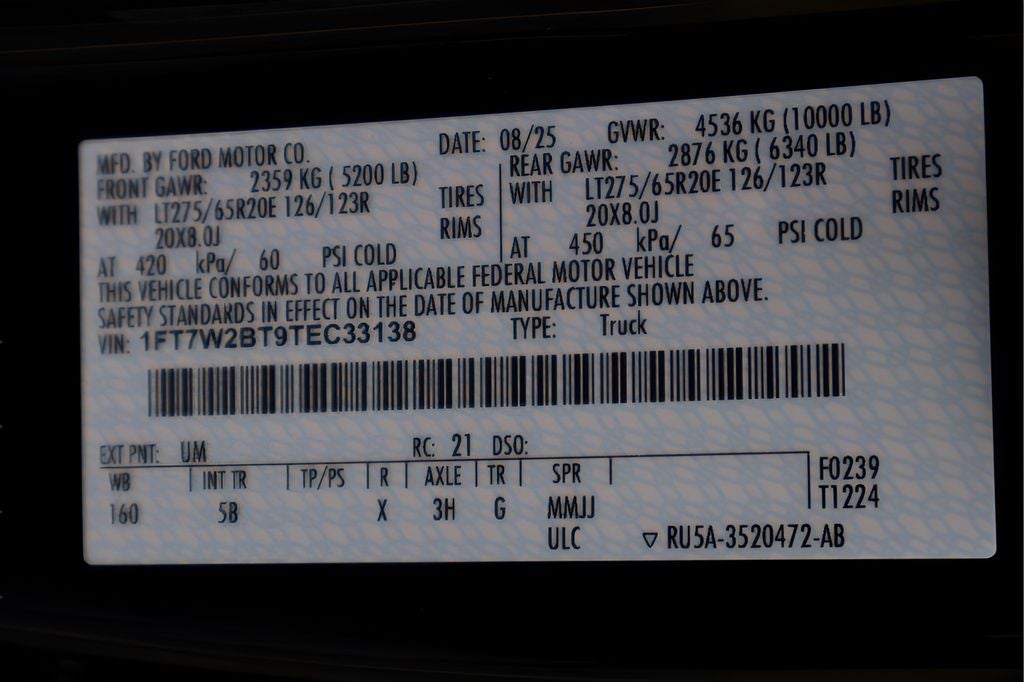 MFD. BY FORD MOTOR CO. DATE: 08/25 GVWR: 4536 KG (10000 LB)
FRONT GAWR: 2359 KG ( 5200 LB) REAR GAWR: 2876 KG ( 6340 LB)
WITH LT275/65R20E 126/123R TIRES WITH LT275/65R20E 126/123R TIRES
20X8.0J RIMS 20X8.0J RIMS
AT 420 kPa/ 60 PSI COLD AT 450 kPa/ 65 PSI COLD
THIS VEHICLE CONFORMS TO ALL APPLICABLE FEDERAL MOTOR VEHICLE
SAFETY STANDARDS IN EFFECT ON THE DATE OF MANUFACTURE SHOWN ABOVE.
VIN: 1FT7W2BT9TEC33138 TYPE: Truck
EXT PNT: UM RC: 21 DSO:
WB INT TR TP/PS R AXLE TR SPR F0239
160 5B X 3H G MMJJ T1224
ULC ▽ RU5A-3520472-AB